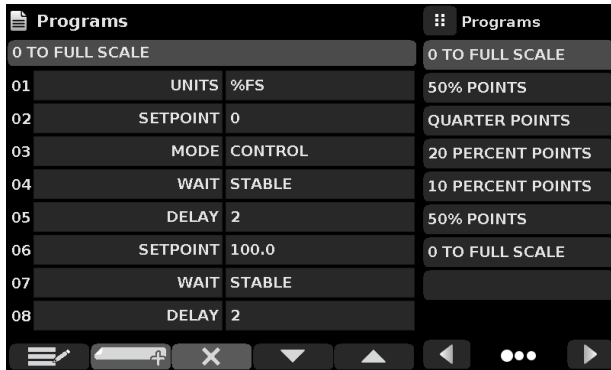 Programs
0 TO FULL SCALE
01 UNITS %FS
02 SETPOINT 0
03 MODE CONTROL
04 WAIT STABLE
05 DELAY 2
06 SETPOINT 100.0
07 WAIT STABLE
08 DELAY 2
Programs
0 TO FULL SCALE
50% POINTS
QUARTER POINTS
20 PERCENT POINTS
10 PERCENT POINTS
50% POINTS
0 TO FULL SCALE